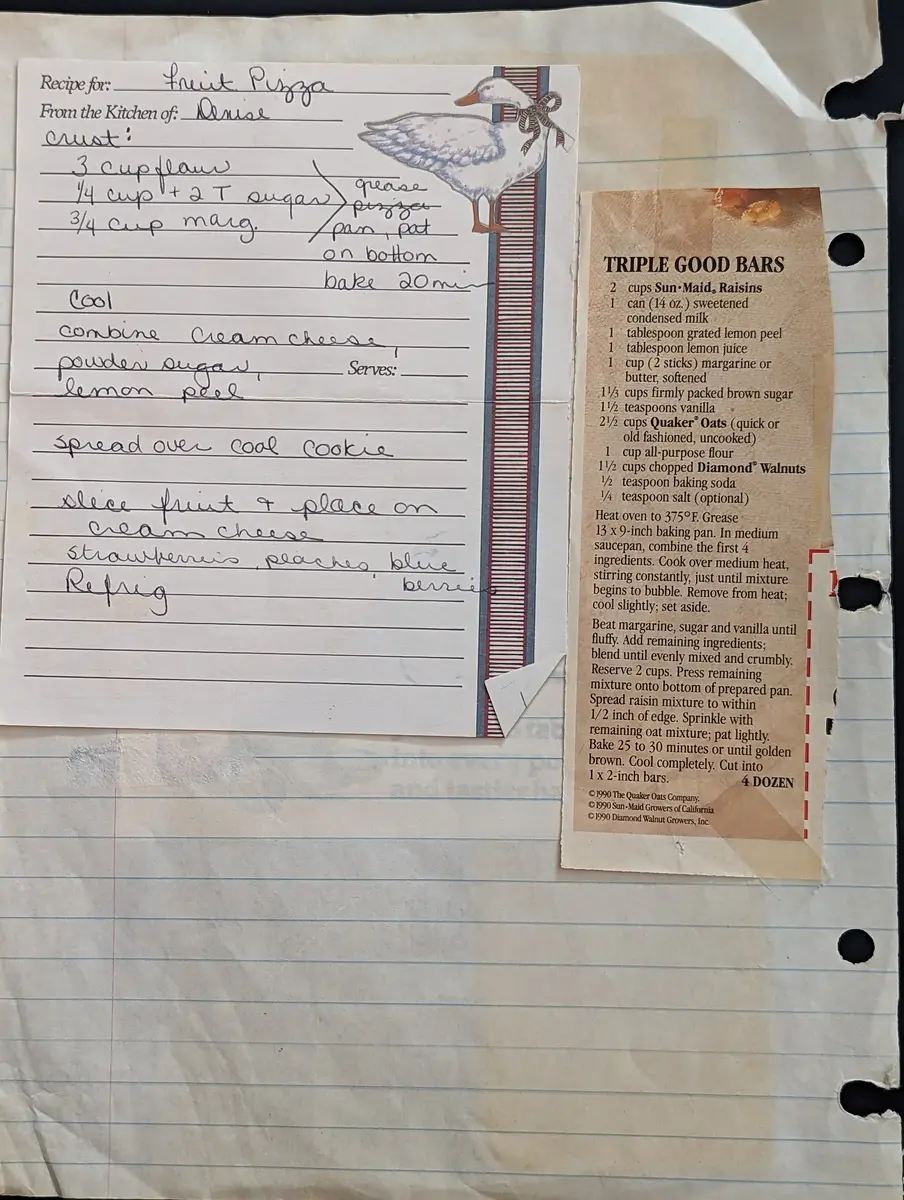 Recipe for: Fruit Pizza
From the Kitchen of: Denise
crust:
3 cup flour
1/4 cup + 2 T sugar
3/4 cup marg.
grease
pizza
pan, pat
on bottom
bake 20 min
Cool
combine cream cheese,
powder sugar,
Serves:
lemon peel
spread over cool cookie
slice fruit + place on
cream cheese
strawberries, peaches, blue
berries
Refrig
TRIPLE GOOD BARS
2 cups Sun•Maid® Raisins
1 can (14 oz.) sweetened
condensed milk
1 tablespoon grated lemon peel
1 tablespoon lemon juice
1 cup (2 sticks) margarine or
butter, softened
1 1/3 cups firmly packed brown sugar
1 1/2 teaspoons vanilla
2 1/2 cups Quaker® Oats (quick or
old fashioned, uncooked)
1 cup all-purpose flour
1 1/2 cups chopped Diamond® Walnuts
1/2 teaspoon baking soda
1/4 teaspoon salt (optional)
Heat oven to 375°F. Grease
13 x 9-inch baking pan. In medium
saucepan, combine the first 4
ingredients. Cook over medium heat,
stirring constantly, just until mixture
begins to bubble. Remove from heat;
cool slightly; set aside.
Beat margarine, sugar and vanilla until
fluffy. Add remaining ingredients;
blend until evenly mixed and crumbly.
Reserve 2 cups. Press remaining
mixture onto bottom of prepared pan.
Spread raisin mixture to within
1/2 inch of edge. Sprinkle with
remaining oat mixture; pat lightly.
Bake 25 to 30 minutes or until golden
brown. Cool completely. Cut into
1 x 2-inch bars.
4 DOZEN
© 1990 The Quaker Oats Company.
© 1990 Sun•Maid Growers of California
© 1990 Diamond Walnut Growers, Inc.